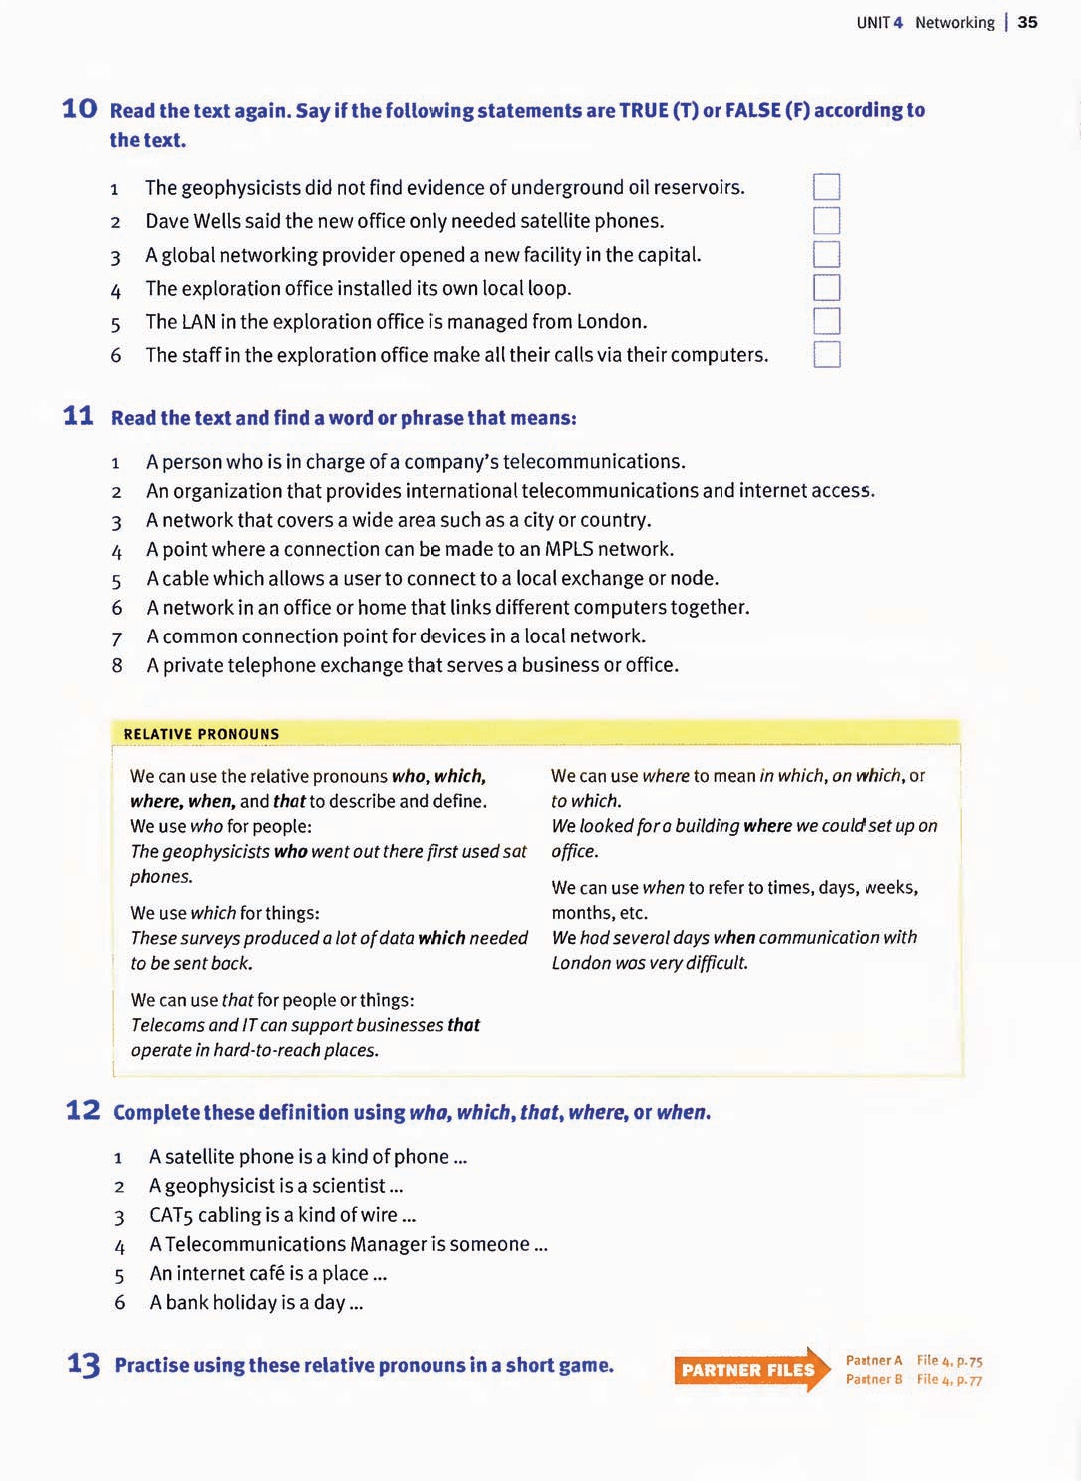 UNIT 4 Networking | 35
10 Read the text again. Say if the following statements are TRUE (T) or FALSE (F) according to
the text.
1 The geophysicists did not find evidence of underground oil reservoirs.
2 Dave Wells said the new office only needed satellite phones.
3 A global networking provider opened a new facility in the capital.
4 The exploration office installed its own local loop.
5 The LAN in the exploration office is managed from London.
6 The staff in the exploration office make all their calls via their computers.
11 Read the text and find a word or phrase that means:
1 A person who is in charge of a company's telecommunications.
2 An organization that provides international telecommunications and internet access.
3 A network that covers a wide area such as a city or country.
4 A point where a connection can be made to an MPLS network.
5 A cable which allows a user to connect to a local exchange or node.
6 A network in an office or home that links different computers together.
7 A common connection point for devices in a local network.
8 A private telephone exchange that serves a business or office.
RELATIVE PRONOUNS
We can use the relative pronouns who, which,
where, when, and that to describe and define.
We use who for people:
The geophysicists who went out there first used sat
phones.
We use which for things:
These surveys produced a lot of data which needed
to be sent back.
We can use that for people or things:
Telecoms and IT can support businesses that
operate in hard-to-reach places.
We can use where to mean in which, on which, or
to which.
We looked for a building where we could set up on
office.
We can use when to refer to times, days, weeks,
months, etc.
We had several days when communication with
London was very difficult.
12 Complete these definition using who, which, that, where, or when.
1 A satellite phone is a kind of phone ...
2 A geophysicist is a scientist ...
3 CAT5 cabling is a kind of wire ...
4 A Telecommunications Manager is someone ...
5 An internet café is a place ...
6 A bank holiday is a day ...
13 Practise using these relative pronouns in a short game.
PARTNER FILES
Partner A File 4, p.75
Partner B File 4, p.77